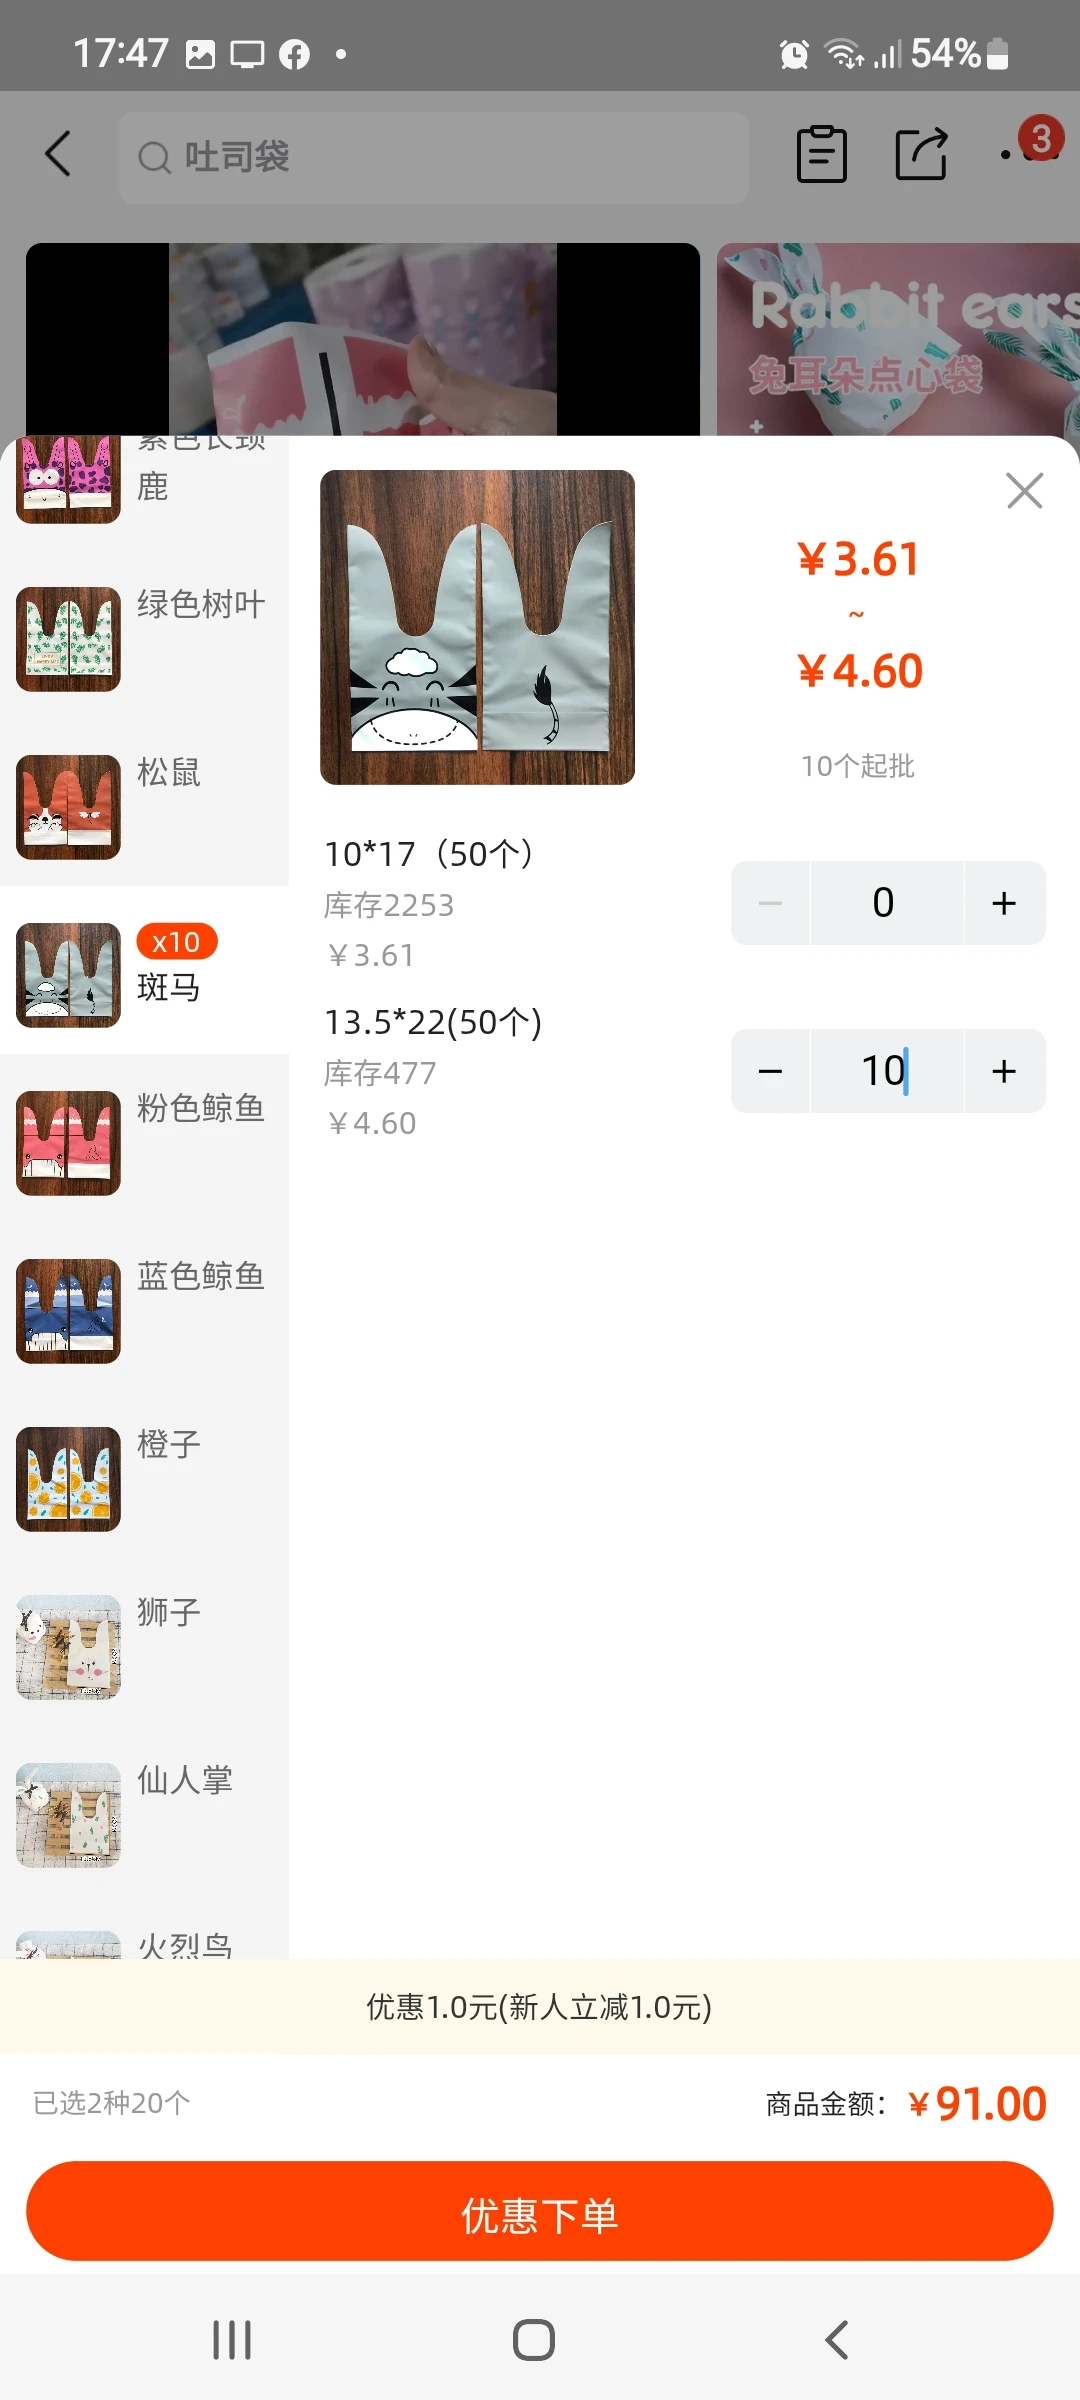 17:47
54%
吐司袋
3
Rabbit ears
兔耳朵点心袋
紫色长颈
鹿
绿色树叶
松鼠
x10
斑马
粉色鲸鱼
蓝色鲸鱼
橙子
狮子
仙人掌
火烈鸟
¥3.61
~
¥4.60
10个起批
10*17（50个）
库存2253
¥3.61
0
13.5*22(50个)
库存477
¥4.60
10
优惠1.0元(新人立减1.0元)
已选2种20个
商品金额：¥91.00
优惠下单